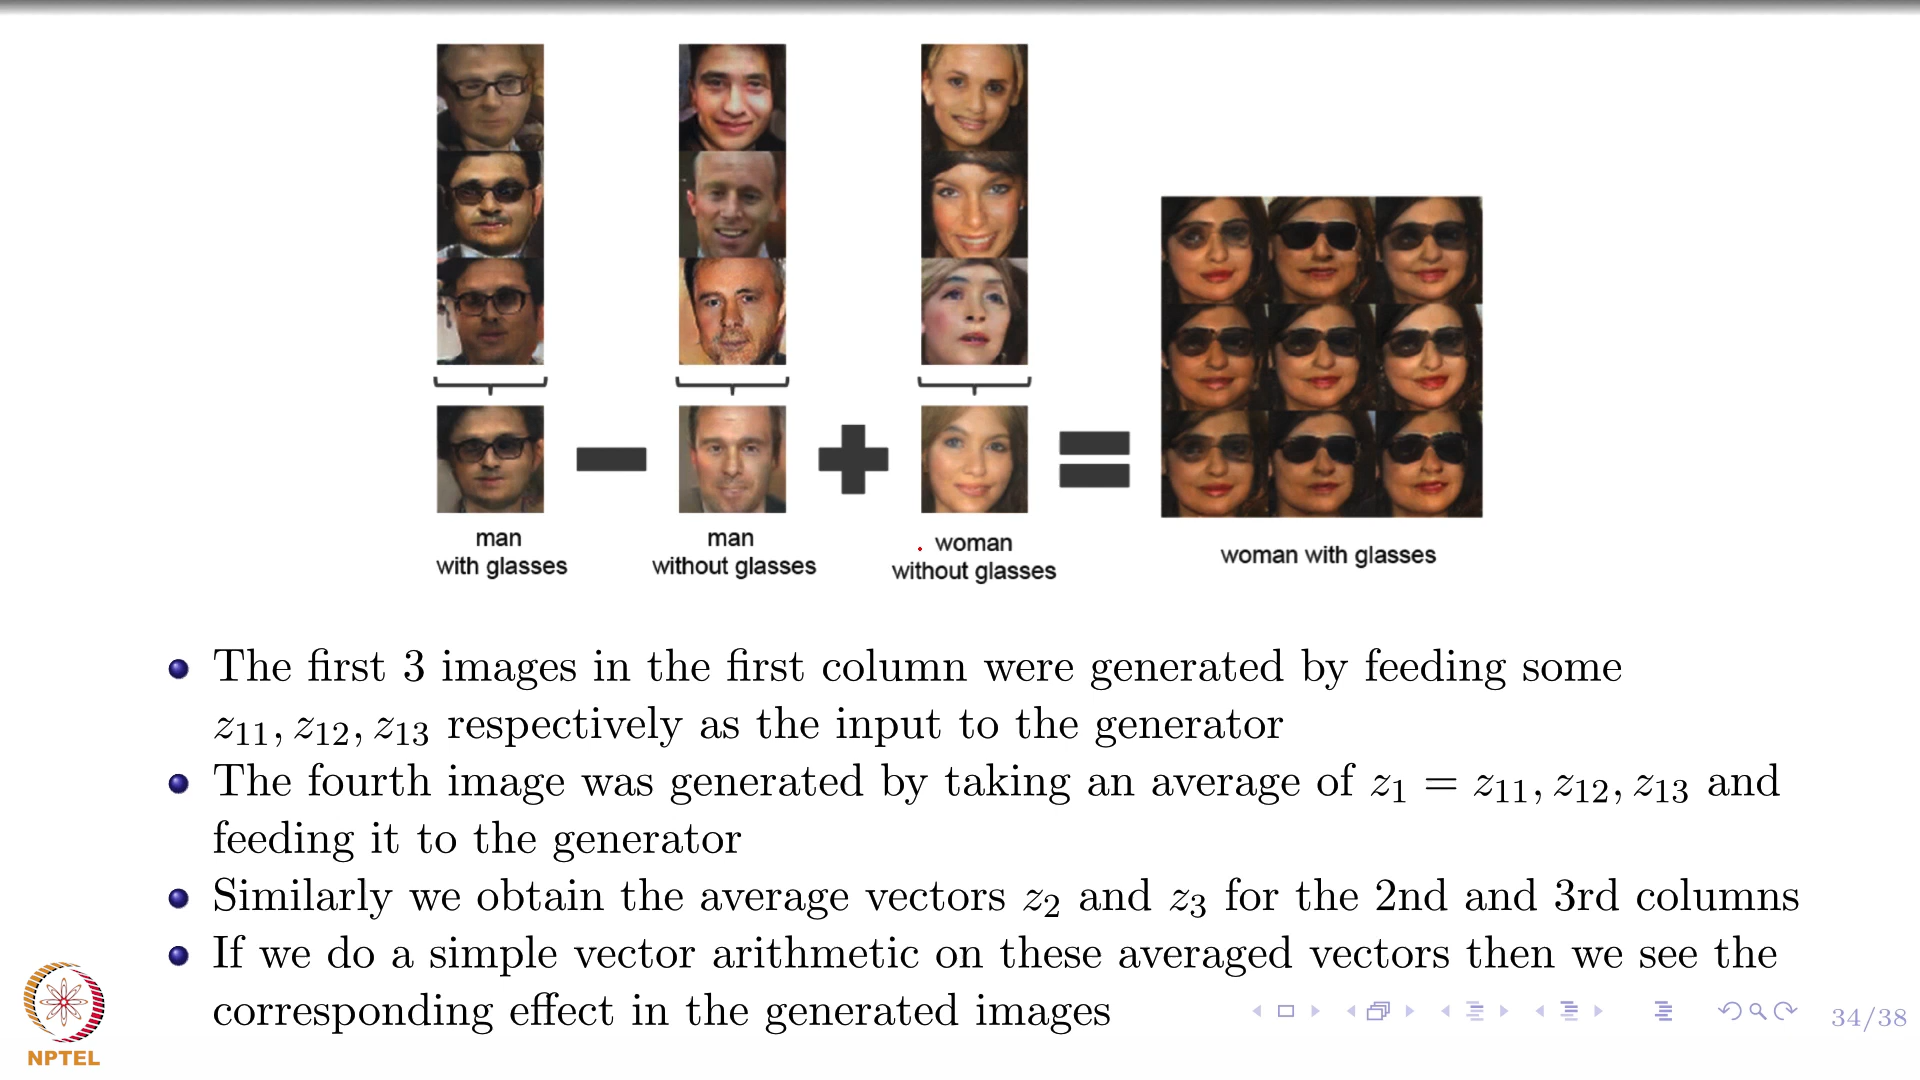 man
with glasses
man
without glasses
woman
without glasses
woman with glasses
The first 3 images in the first column were generated by feeding some
z₁₁, z₁₂, z₁₃ respectively as the input to the generator
The fourth image was generated by taking an average of z₁ = z₁₁, z₁₂, z₁₃ and
feeding it to the generator
Similarly we obtain the average vectors z₂ and z₃ for the 2nd and 3rd columns
If we do a simple vector arithmetic on these averaged vectors then we see the
corresponding effect in the generated images
34/38
NPTEL